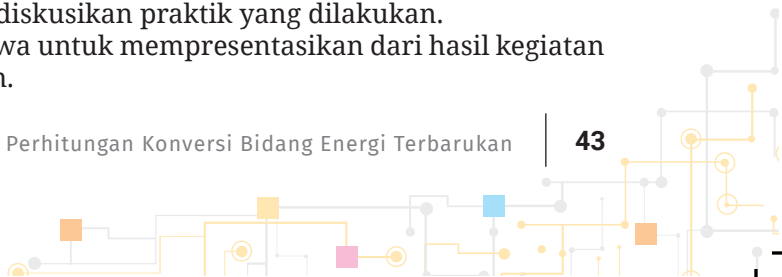 diskusikan praktik yang dilakukan.
wa untuk mempresentasikan dari hasil kegiatan
n.
Perhitungan Konversi Bidang Energi Terbarukan 43